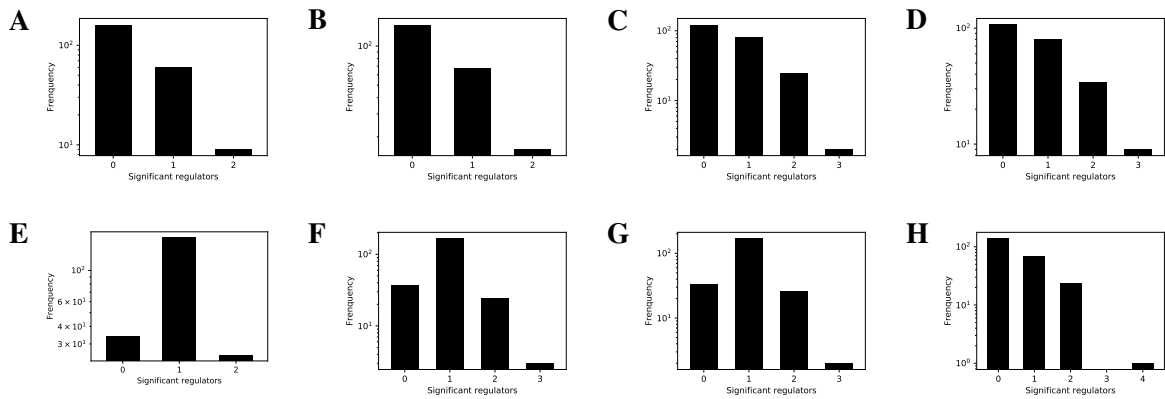 A
B
C
D
Frenquency
10²
10¹
0 1 2
Significant regulators
Frenquency
10²
0 1 2
Significant regulators
Frenquency
10²
10¹
0 1 2 3
Significant regulators
Frenquency
10²
10¹
0 1 2 3
Significant regulators
E
F
G
H
Frenquency
10²
6 × 10¹
4 × 10¹
3 × 10¹
0 1 2
Significant regulators
Frenquency
10²
10¹
0 1 2 3
Significant regulators
Frenquency
10²
10¹
0 1 2 3
Significant regulators
Frenquency
10²
10¹
10⁰
0 1 2 3 4
Significant regulators